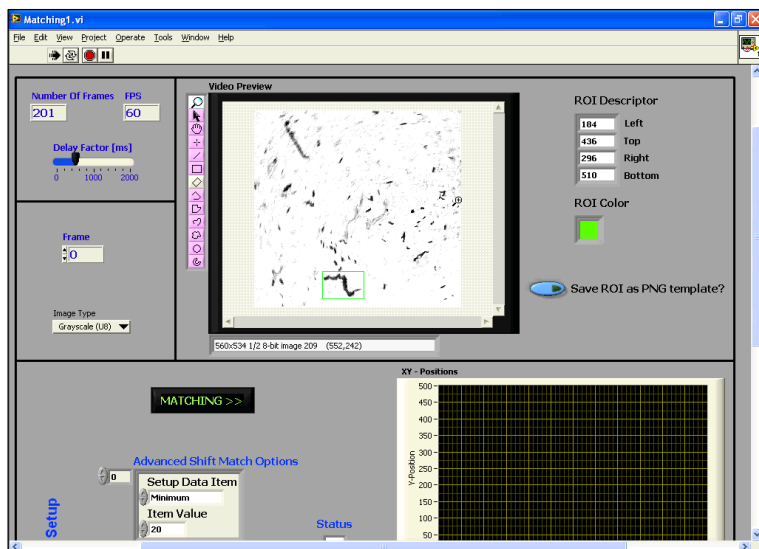 Matching1.vi
File Edit View Project Operate Tools Window Help
Number Of Frames FPS
201 60
Delay Factor [ms]
0 1000 2000
Frame
0
Image Type
Grayscale (U8)
Video Preview
560x534 1/2 8-bit image 209 (552,242)
ROI Descriptor
184 Left
436 Top
296 Right
510 Bottom
ROI Color
Save ROI as PNG template?
MATCHING >>
Setup
Advanced Shift Match Options
0
Setup Data Item
Minimum
Item Value
20
Status
XY - Positions
Y-Position
500
450
400
350
300
250
200
150
100
50